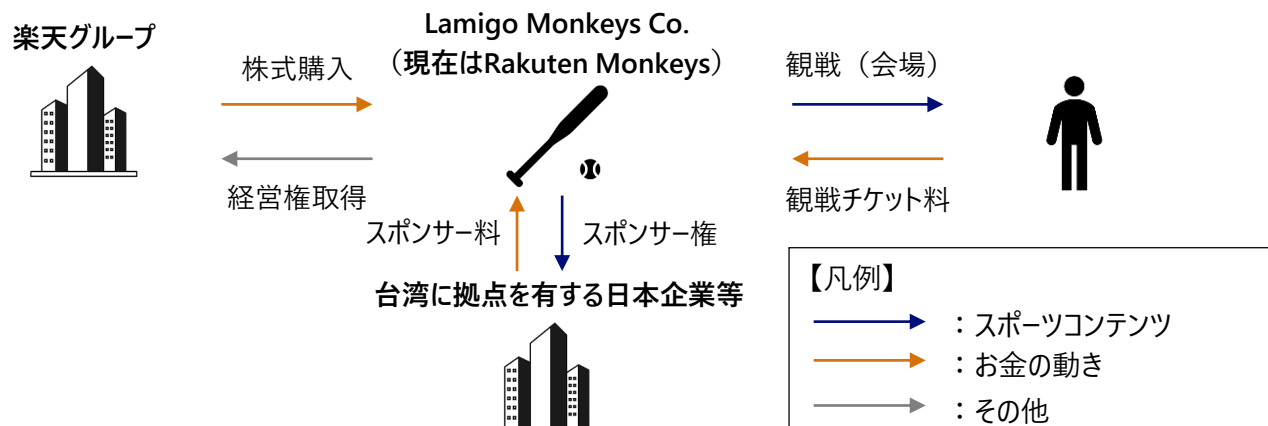 楽天グループ
Lamigo Monkeys Co.
（現在はRakuten Monkeys）
株式購入
経営権取得
観戦（会場）
観戦チケット料
スポンサー料
スポンサー権
台湾に拠点を有する日本企業等
【凡例】
：スポーツコンテンツ
：お金の動き
：その他